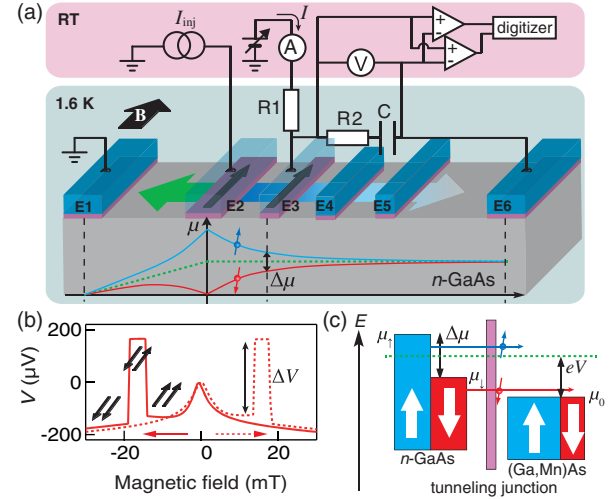 (a)
RT
I_inj
I
A
V
digitizer
+
-
+
-
1.6 K
B
R1
R2
C
E1
E2
E3
E4
E5
E6
μ
Δμ
n-GaAs
(b)
V (μV)
200
0
-200
ΔV
-20
0
20
Magnetic field (mT)
(c)
E
μ↑
Δμ
μ↓
eV
μ0
n-GaAs
(Ga,Mn)As
tunneling junction